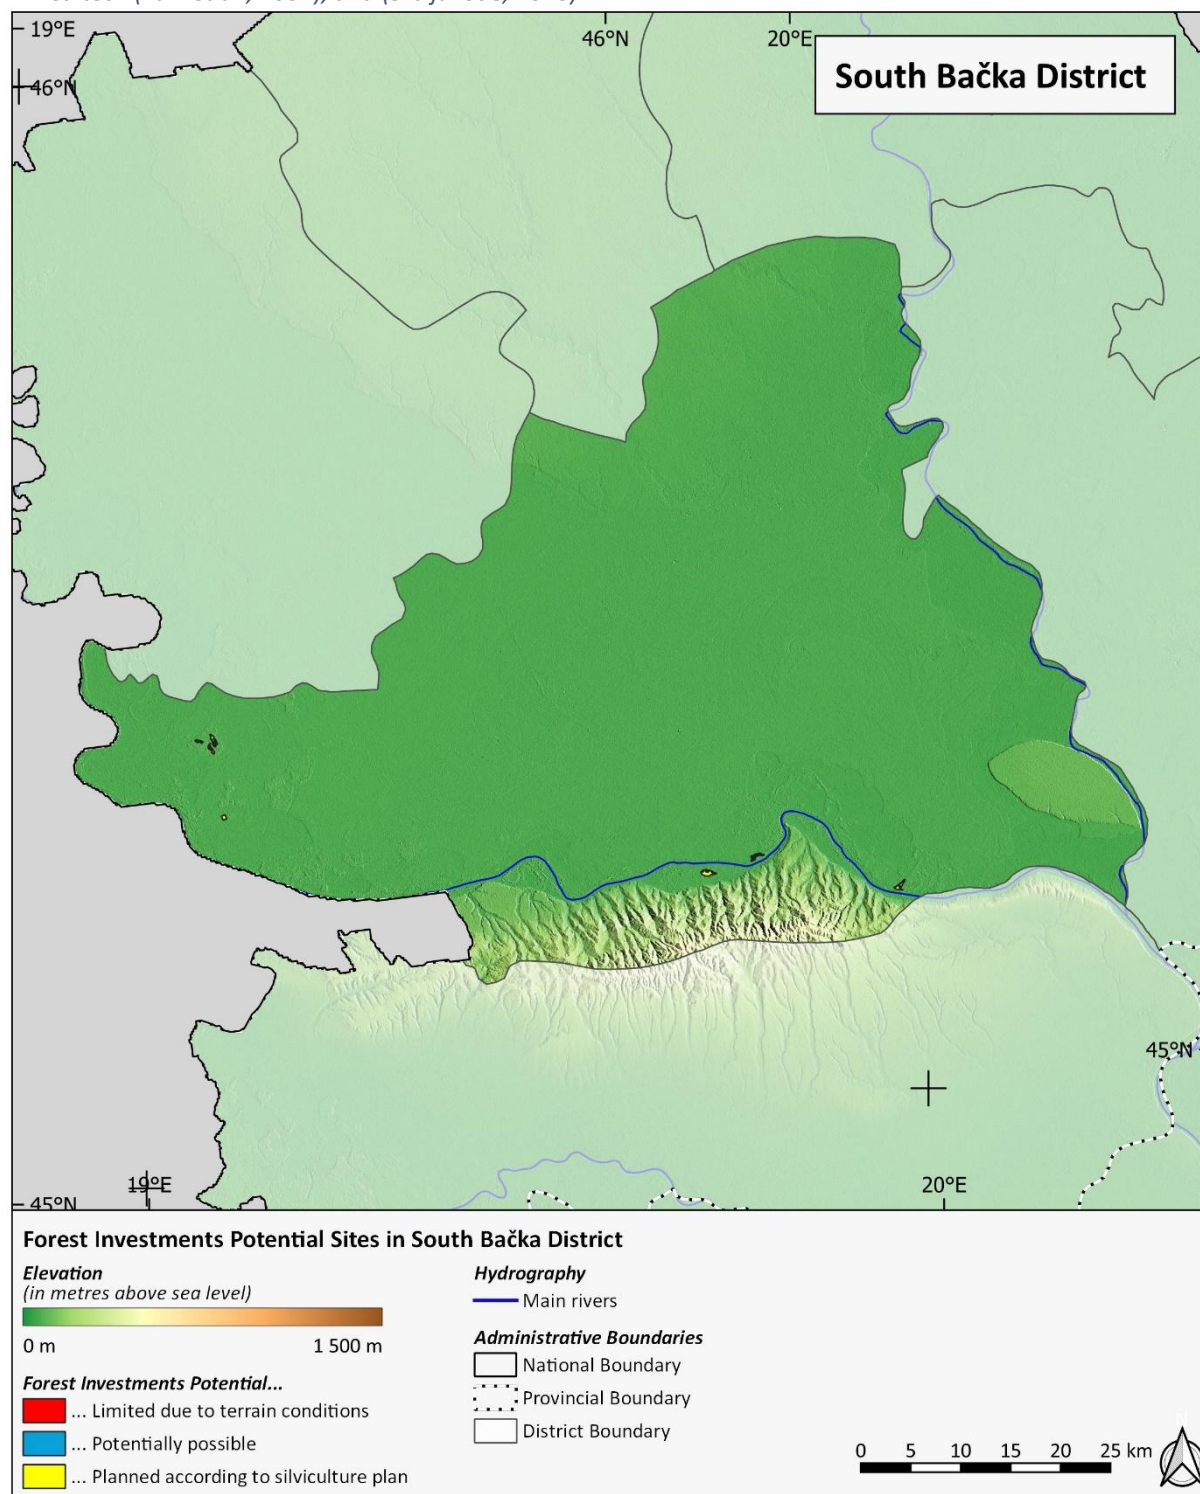 19°E
46°N
20°E
South Bačka District
46°N
45°N
19°E
20°E
45°N
Forest Investments Potential Sites in South Bačka District
Elevation
(in metres above sea level)
0 m
1 500 m
Forest Investments Potential...
... Limited due to terrain conditions
... Potentially possible
... Planned according to silviculture plan
Hydrography
Main rivers
Administrative Boundaries
National Boundary
Provincial Boundary
District Boundary
0 5 10 15 20 25 km